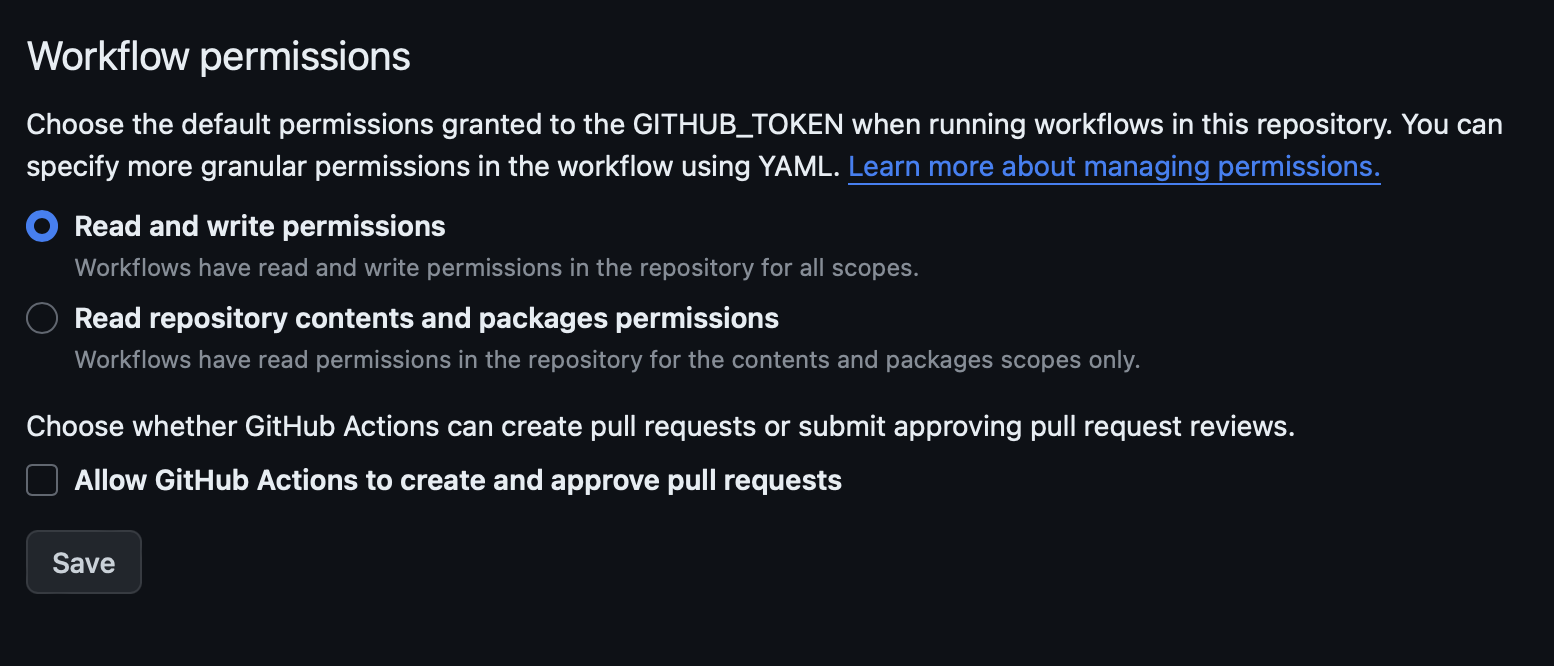 Workflow permissions
Choose the default permissions granted to the GITHUB_TOKEN when running workflows in this repository. You can
specify more granular permissions in the workflow using YAML. Learn more about managing permissions.
Read and write permissions
Workflows have read and write permissions in the repository for all scopes.
Read repository contents and packages permissions
Workflows have read permissions in the repository for the contents and packages scopes only.
Choose whether GitHub Actions can create pull requests or submit approving pull request reviews.
Allow GitHub Actions to create and approve pull requests
Save